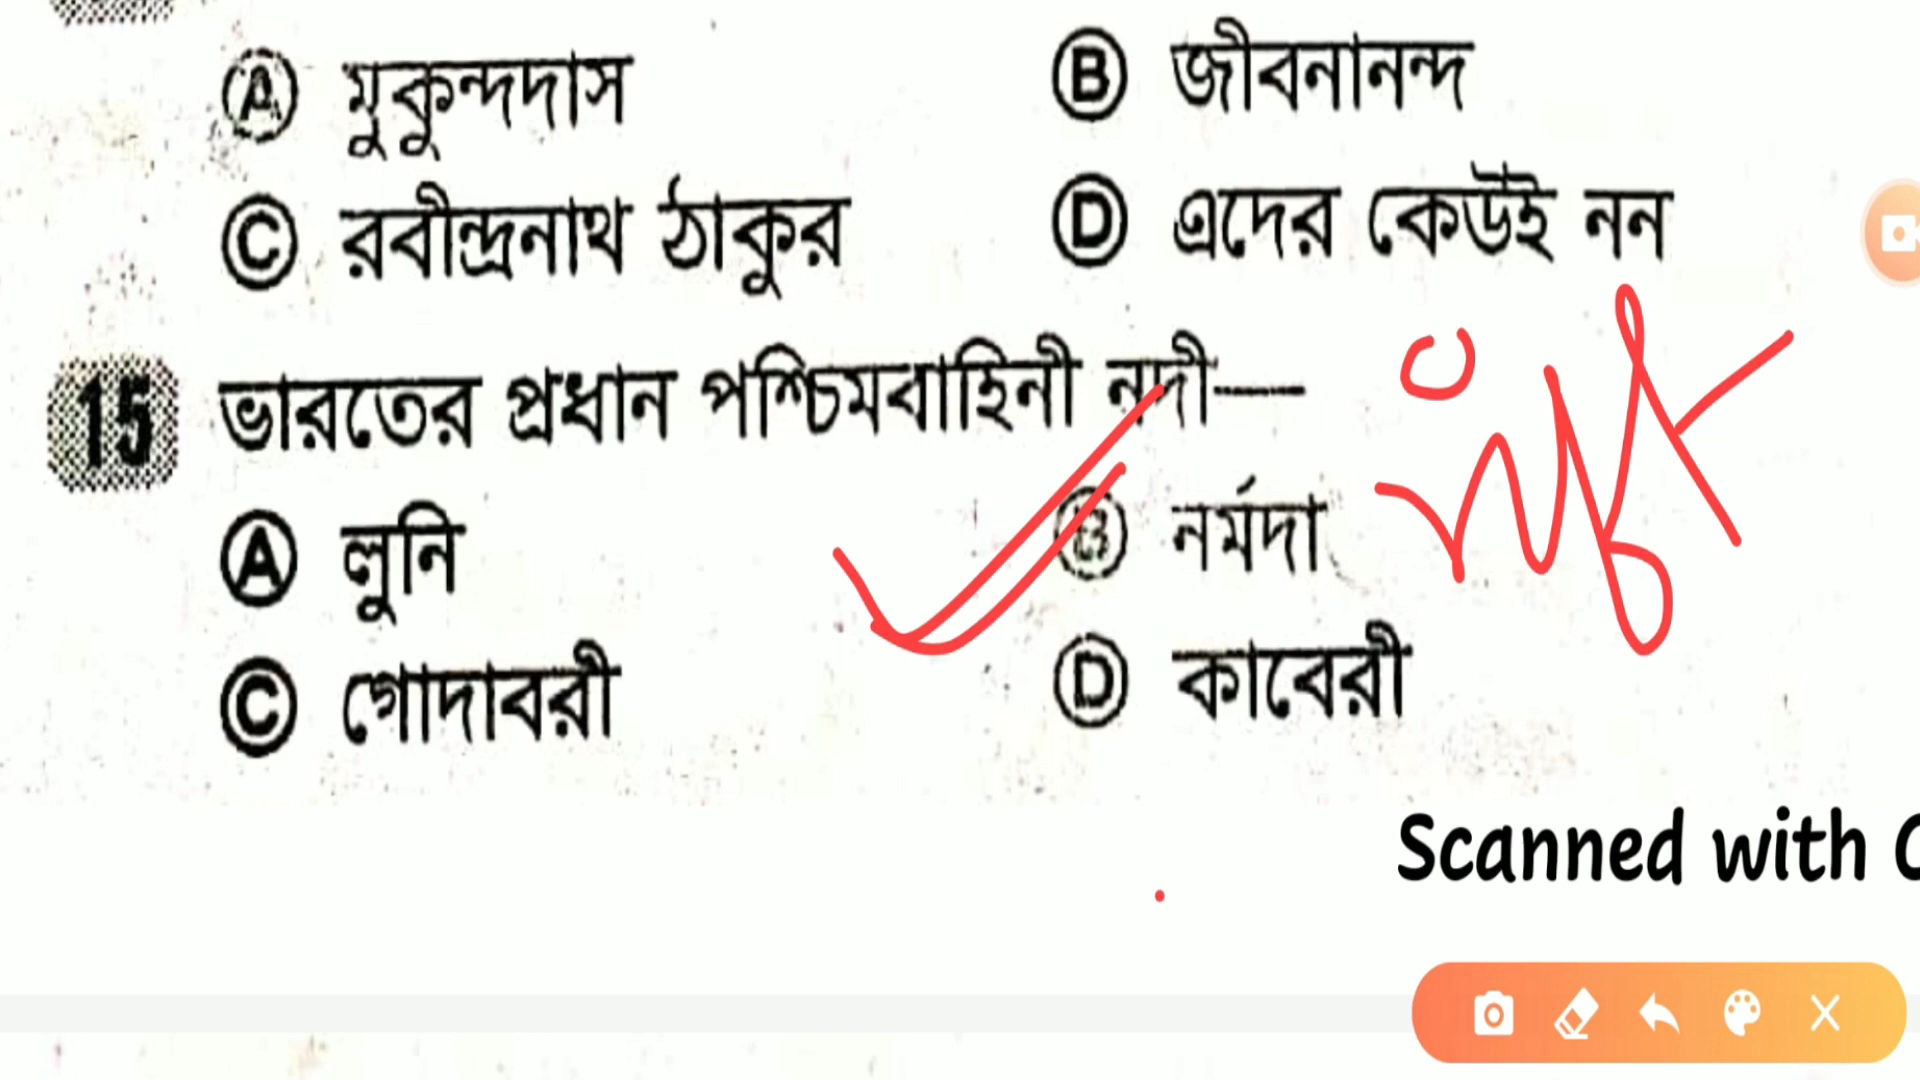 Ⓐ মুকুন্দদাস Ⓑ জীবনানন্দ
Ⓒ রবীন্দ্রনাথ ঠাকুর Ⓓ এদের কেউই নন
15 ভারতের প্রধান পশ্চিমবাহিনী নদী—
Ⓐ লুনি Ⓑ নর্মদা
Ⓒ গোদাবরী Ⓓ কাবেরী
Scanned with C